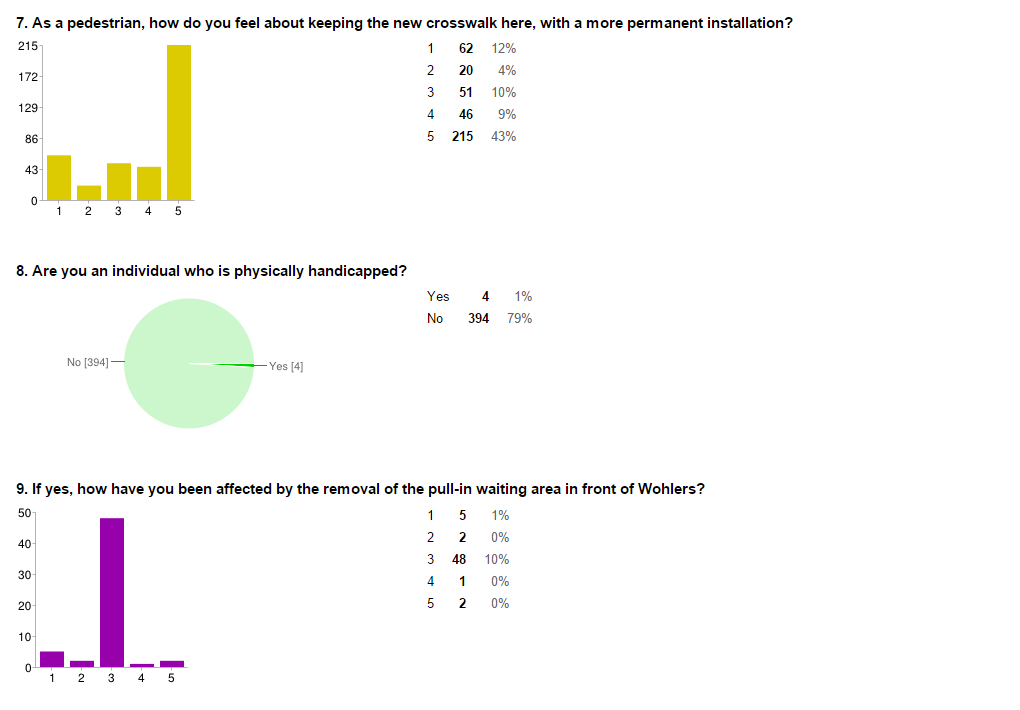 7. As a pedestrian, how do you feel about keeping the new crosswalk here, with a more permanent installation?
215
172
129
86
43
0
1 2 3 4 5
1 62 12%
2 20 4%
3 51 10%
4 46 9%
5 215 43%
8. Are you an individual who is physically handicapped?
No [394]
Yes [4]
Yes 4 1%
No 394 79%
9. If yes, how have you been affected by the removal of the pull-in waiting area in front of Wohlers?
50
40
30
20
10
0
1 2 3 4 5
1 5 1%
2 2 0%
3 48 10%
4 1 0%
5 2 0%